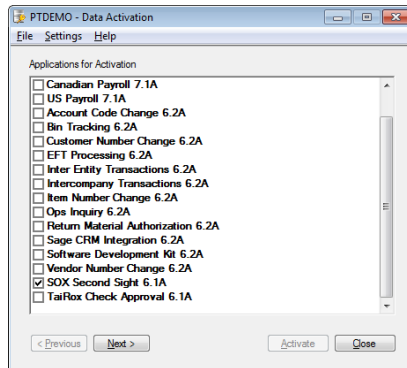 PTDEMO - Data Activation
File Settings Help
Applications for Activation
Canadian Payroll 7.1A
US Payroll 7.1A
Account Code Change 6.2A
Bin Tracking 6.2A
Customer Number Change 6.2A
EFT Processing 6.2A
Inter Entity Transactions 6.2A
Intercompany Transactions 6.2A
Item Number Change 6.2A
Ops Inquiry 6.2A
Return Material Authorization 6.2A
Sage CRM Integration 6.2A
Software Development Kit 6.2A
Vendor Number Change 6.2A
SOX Second Sight 6.1A
TaiRox Check Approval 6.1A
< Previous Next > Activate Close